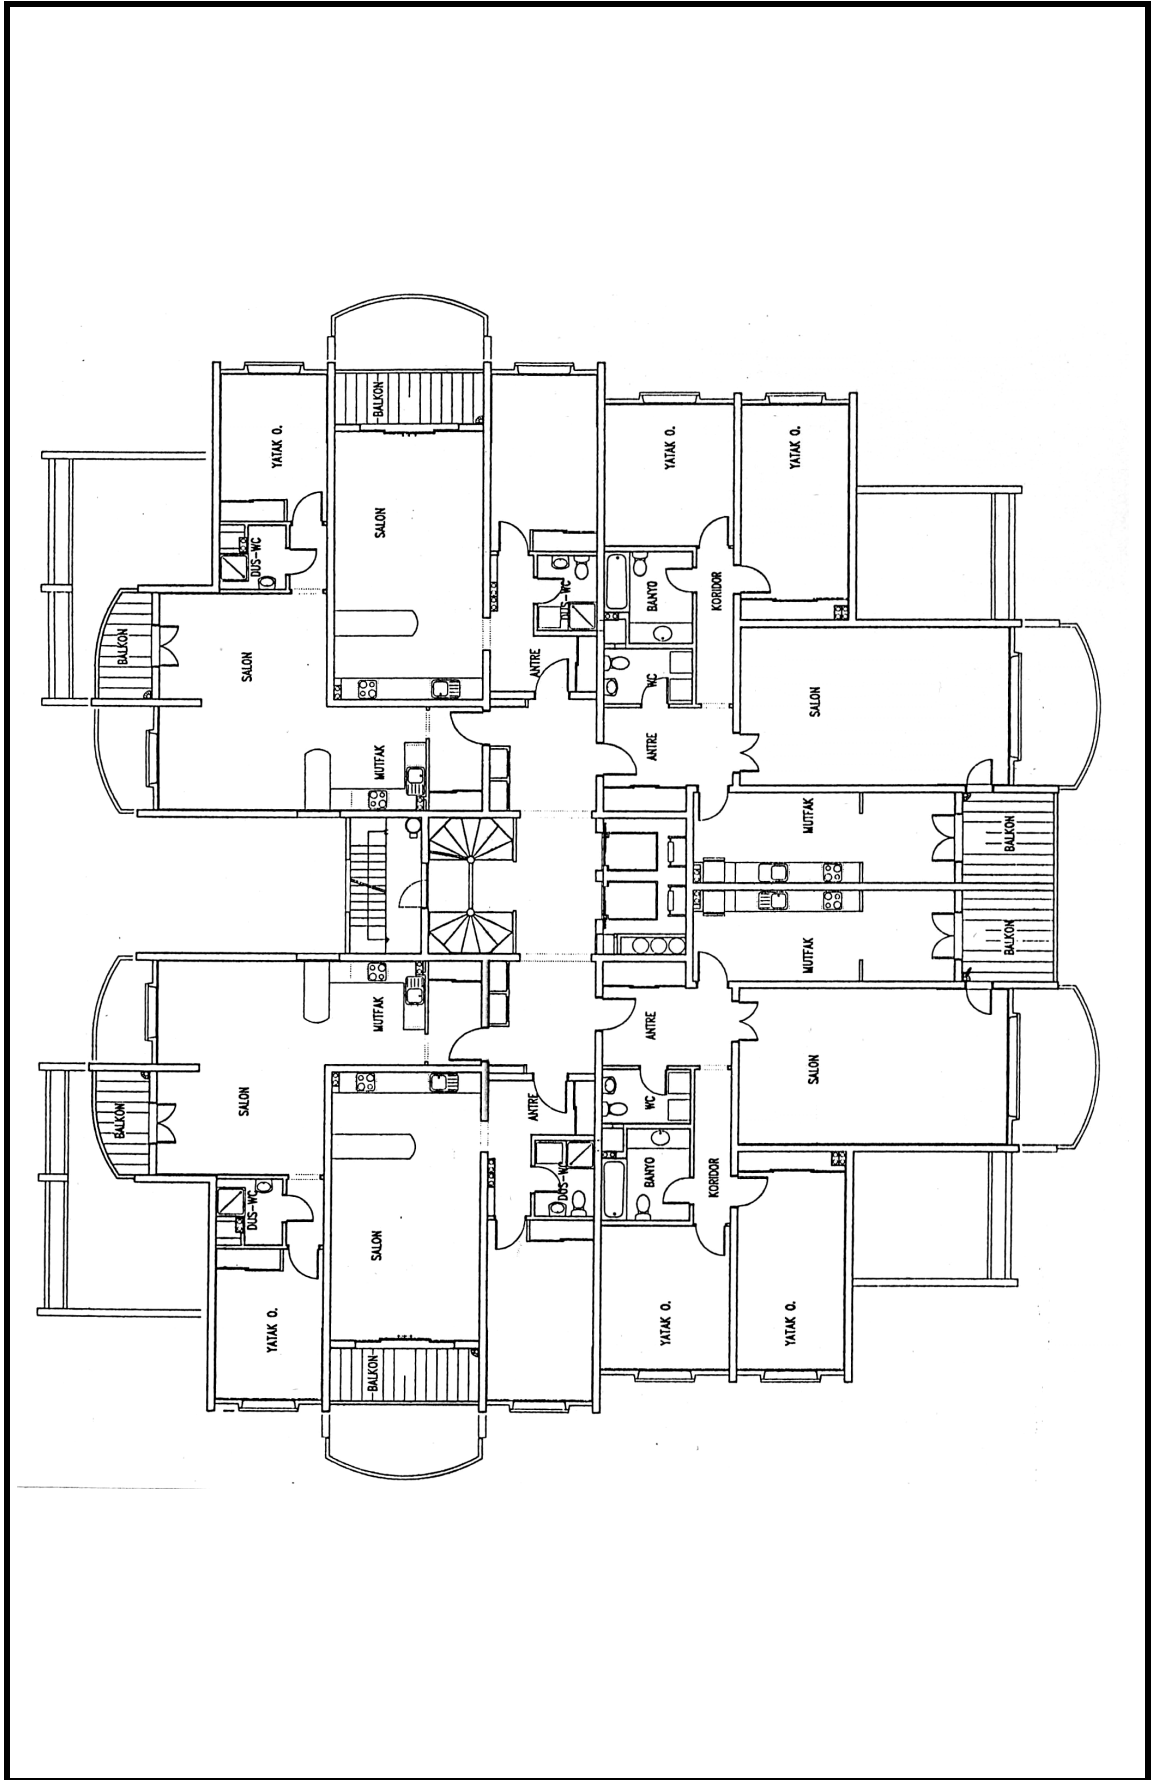 BALKON
BALKON
DUS-WC
SALON
SALON
DUS-WC
YATAK O.
YATAK O.
BALKON
SALON
MUTFAK
MUTFAK
SALON
BALKON
ANTRE
ANTRE
DUS-WC
DUS-WC
YATAK O.
BANYO
WC
ANTRE
ANTRE
WC
BANYO
YATAK O.
KORIDOR
KORIDOR
YATAK O.
SALON
MUTFAK
MUTFAK
SALON
YATAK O.
BALKON
BALKON